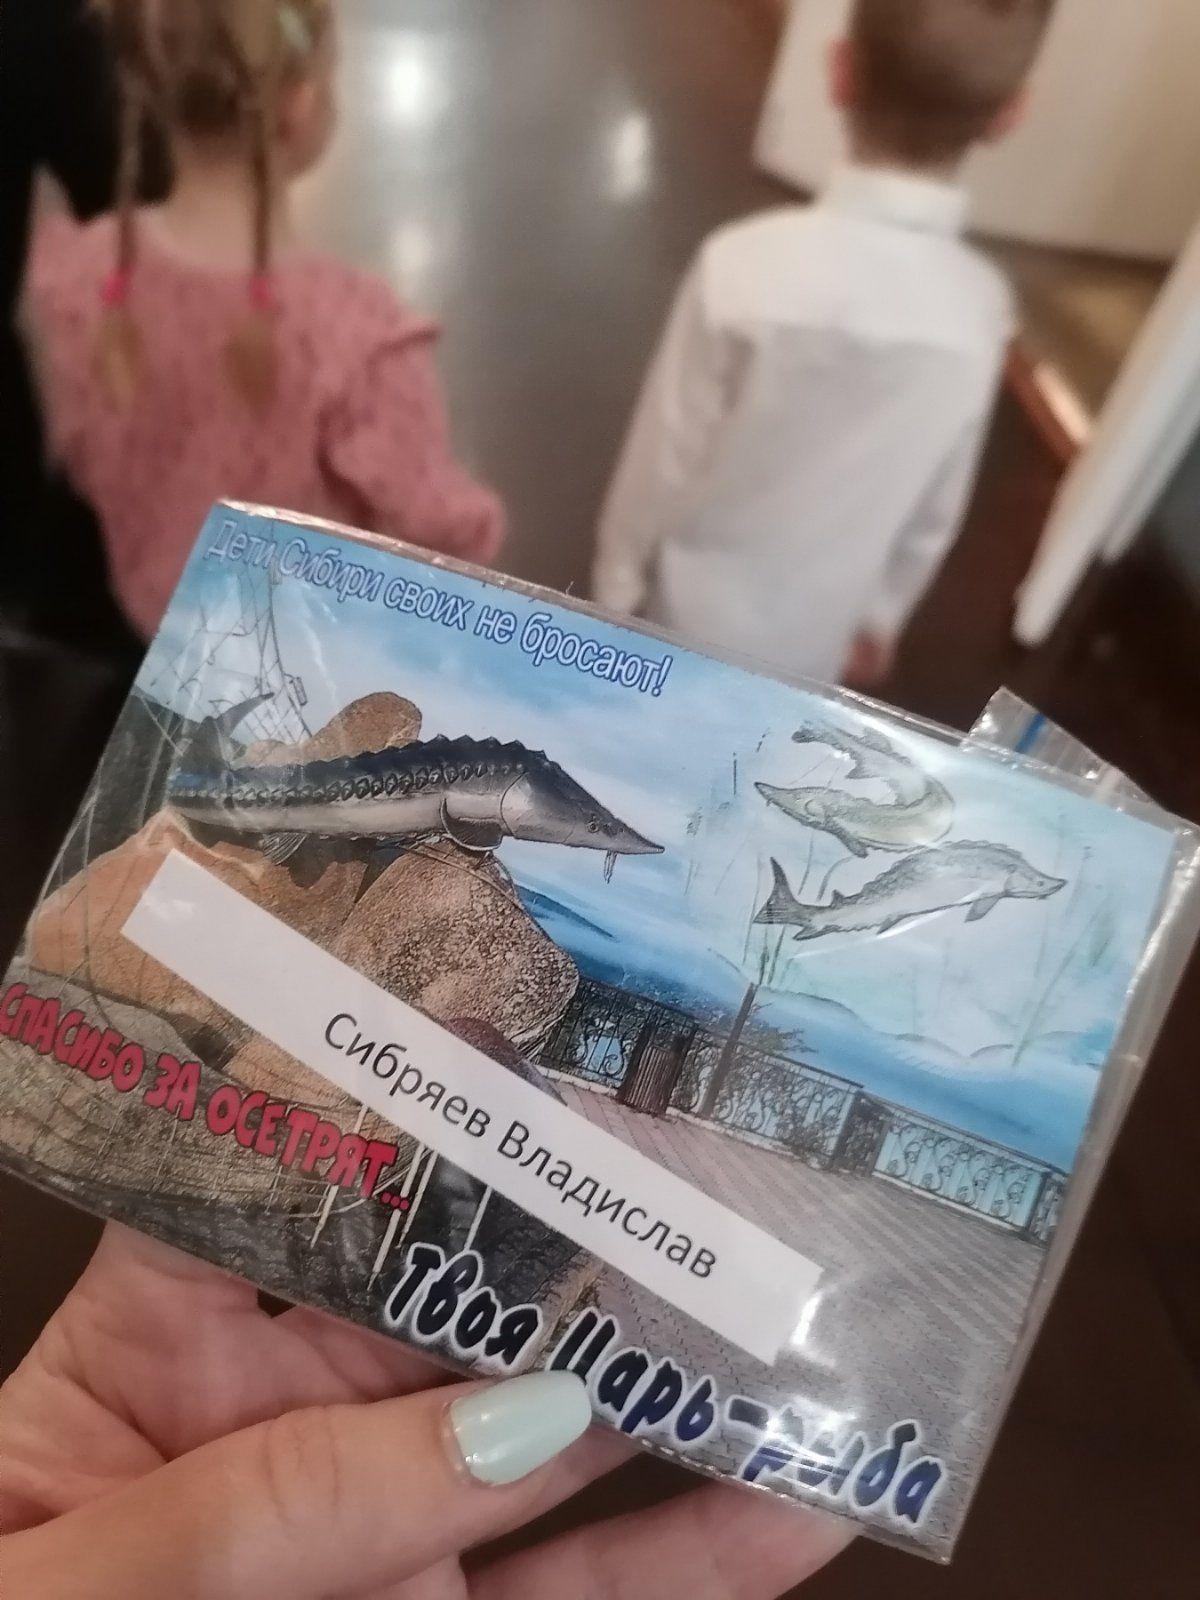 Дети Сибири своих не бросают!
Сибряев Владислав
СПАСИБО ЗА ОСЕТРЯТ...
твоя Царь-рыба